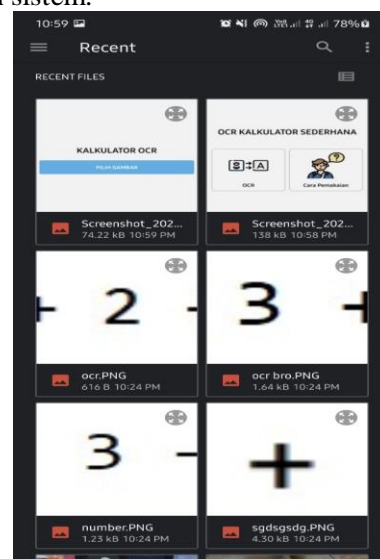 sistem.
10:59 78%
Recent
RECENT FILES
KALKULATOR OCR
PILIH GAMBAR
OCR KALKULATOR SEDERHANA
S A
OCR Cara Pemakaian
Screenshot_202...
74.22 kB 10:59 PM
Screenshot_202...
138 kB 10:58 PM
+ 2 -
3 +
ocr.PNG
616 B 10:24 PM
ocr bro.PNG
1.64 kB 10:24 PM
3 -
+
number.PNG
1.23 kB 10:24 PM
sgdsgsdg.PNG
4.30 kB 10:24 PM